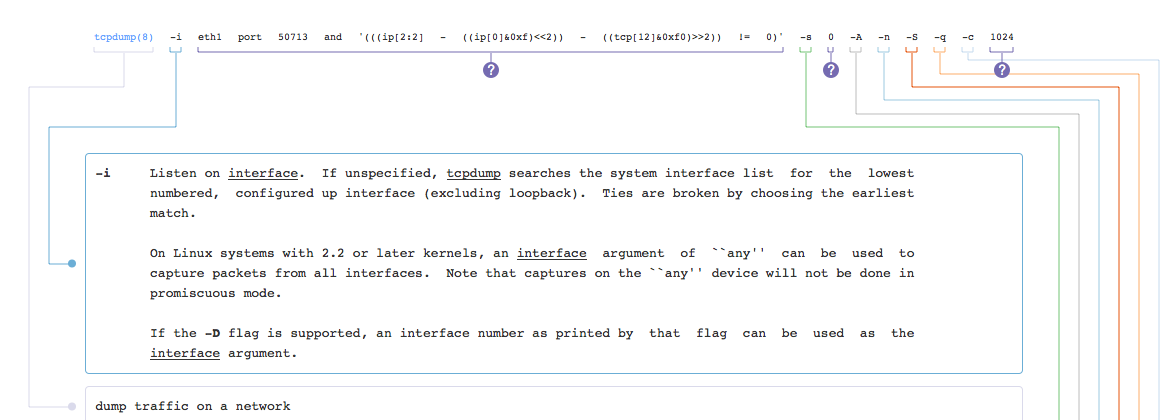 tcpdump(8) -i eth1 port 50713 and '(((ip[2:2] - ((ip[0]&0xf)<<2)) - ((tcp[12]&0xf0)>>2)) != 0)' -s 0 -A -n -S -q -c 1024
? ? ?
-i Listen on interface. If unspecified, tcpdump searches the system interface list for the lowest
numbered, configured up interface (excluding loopback). Ties are broken by choosing the earliest
match.
On Linux systems with 2.2 or later kernels, an interface argument of ``any'' can be used to
capture packets from all interfaces. Note that captures on the ``any'' device will not be done in
promiscuous mode.
If the -D flag is supported, an interface number as printed by that flag can be used as the
interface argument.
dump traffic on a network